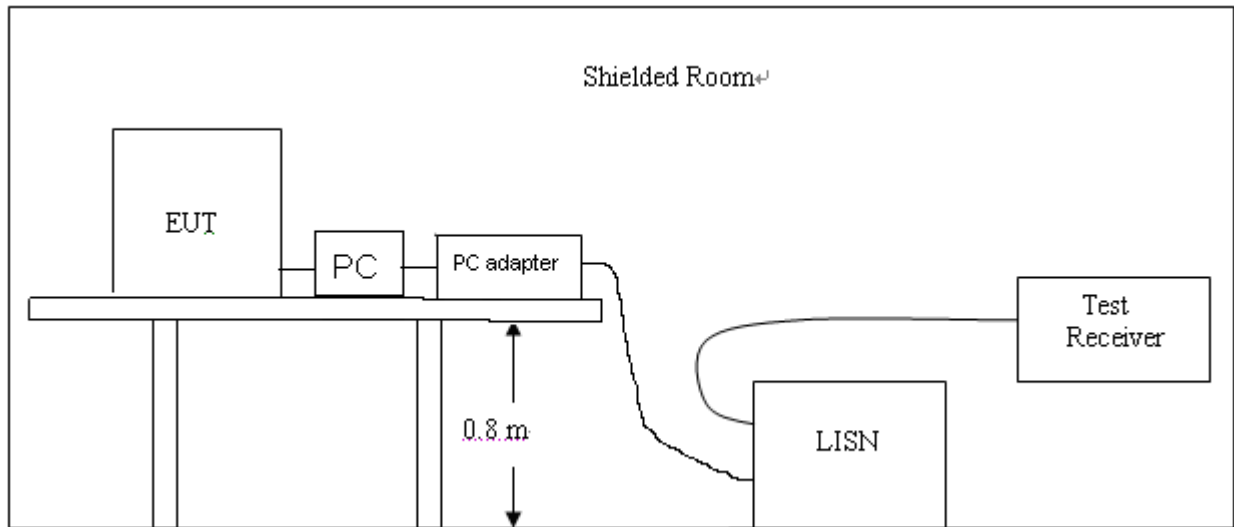 Shielded Room↵
EUT
PC
PC adapter
Test
Receiver
0.8 m
LISN